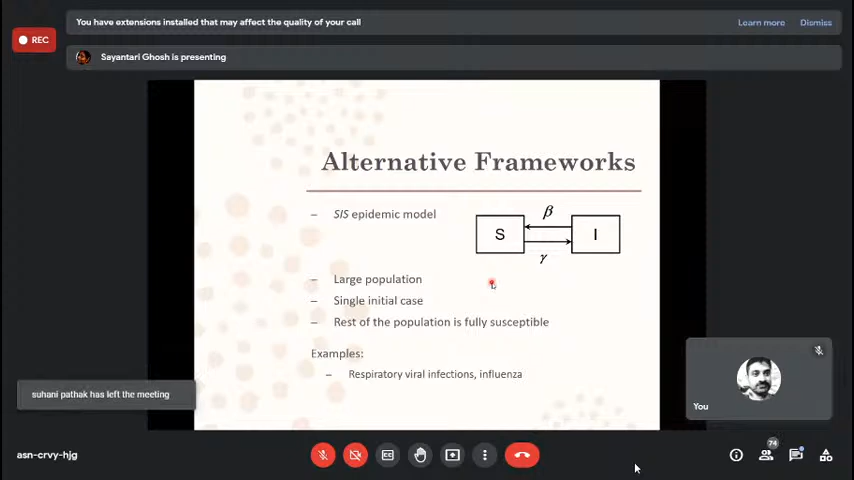 You have extensions installed that may affect the quality of your call
Learn more
Dismiss
REC
Sayantari Ghosh is presenting
Alternative Frameworks
– SIS epidemic model
β
S
I
γ
– Large population
– Single initial case
– Rest of the population is fully susceptible
Examples:
– Respiratory viral infections, influenza
suhani pathak has left the meeting
You
asn-crvy-hjg
CC
74